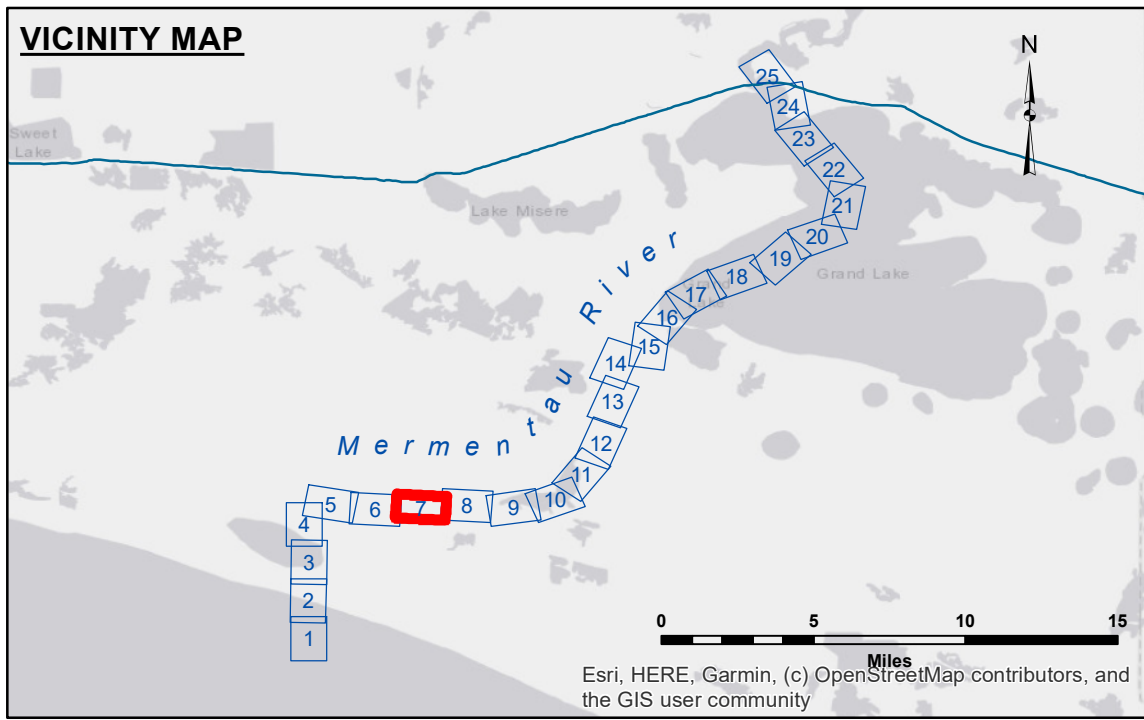 VICINITY MAP
N
25
24
23
22
21
20
19
18
17
16
15
14
13
12
11
10
9
8
7
6
5
4
3
2
1
Sweet
Lake
Lake Misere
Grand Lake
Grand
Lake
Mermentau River
0 5 10 15
Miles
Esri, HERE, Garmin, (c) OpenStreetMap contributors, and
the GIS user community